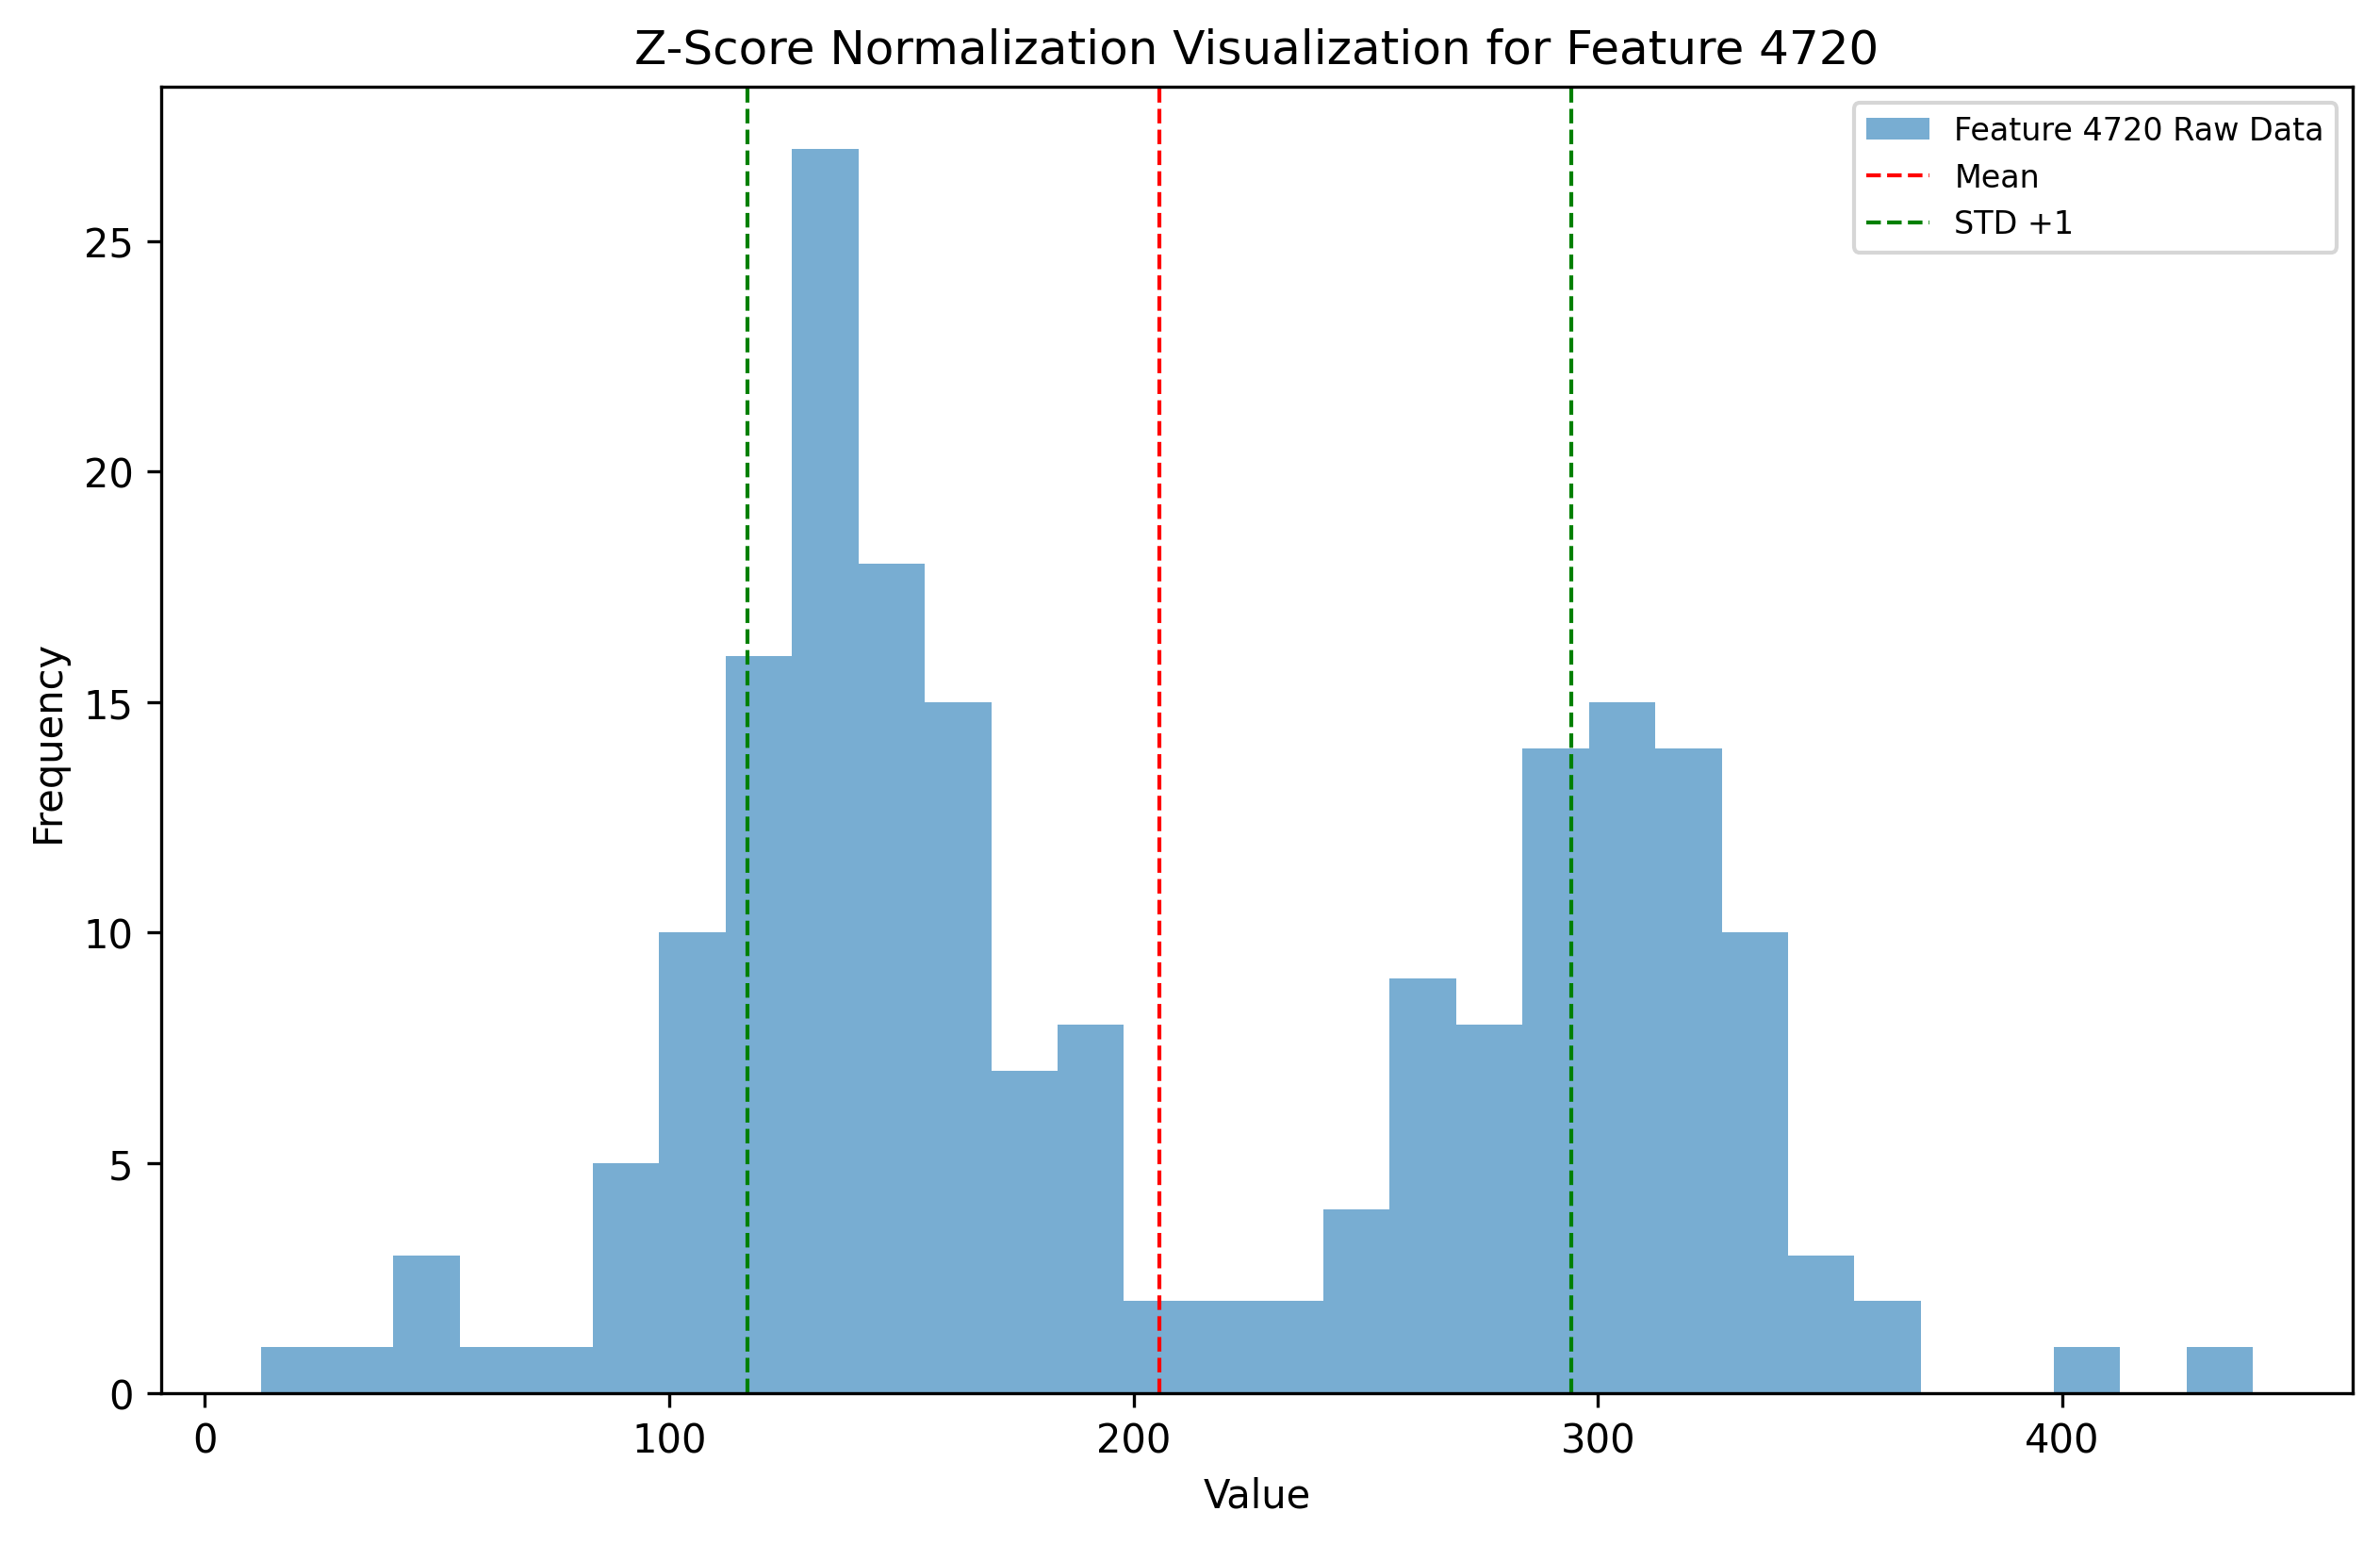 Z-Score Normalization Visualization for Feature 4720
Feature 4720 Raw Data
Mean
STD +1
Frequency
25
20
15
10
5
0
0 100 200 300 400
Value